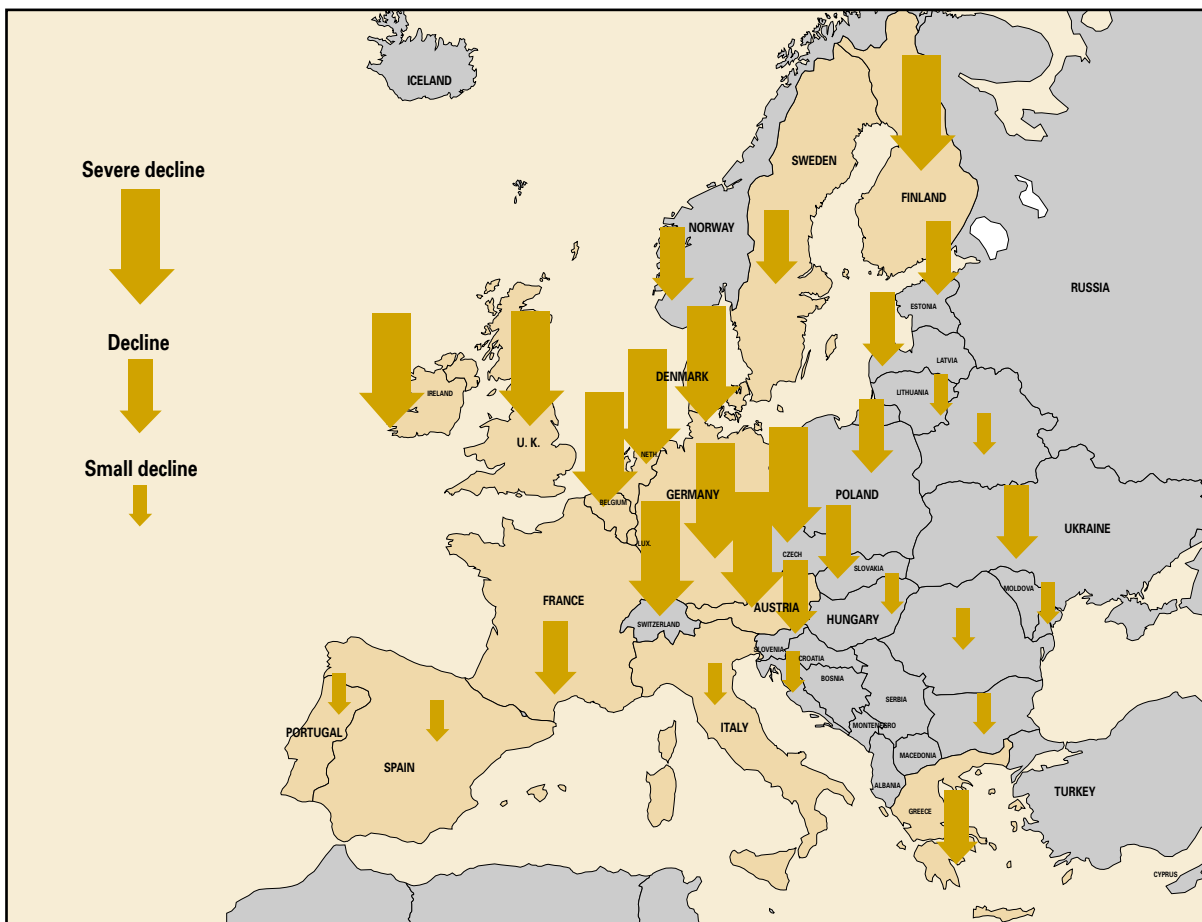 ICELAND
Severe decline
SWEDEN
FINLAND
NORWAY
RUSSIA
ESTONIA
Decline
LATVIA
DENMARK
IRELAND
LITHUANIA
U. K.
NETH.
Small decline
GERMANY
POLAND
BELGIUM
UKRAINE
LUX.
CZECH
SLOVAKIA
MOLDOVA
FRANCE
AUSTRIA
SWITZERLAND
HUNGARY
SLOVENIA
CROATIA
BOSNIA
SERBIA
PORTUGAL
ITALY
MONTENEGRO
MACEDONIA
SPAIN
ALBANIA
TURKEY
GREECE
CYPRUS